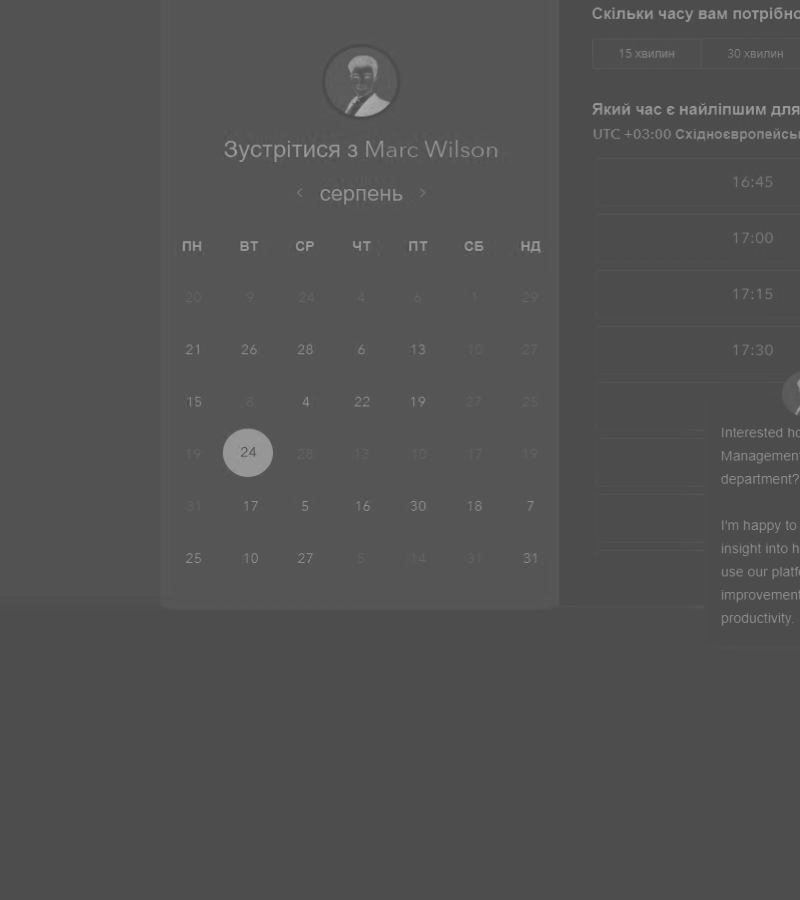 Скільки часу вам потрібно
15 хвилин 30 хвилин
Зустрітися з Marc Wilson
серпень
Який час є найліпшим для
UTC +03:00 Східноєвропейськ
ПН ВТ СР ЧТ ПТ СБ НД
20 9 24 4 6 1 29
21 26 28 6 13 10 27
15 8 4 22 19 27 25
19 24 28 13 10 17 19
31 17 5 16 30 18 7
25 10 27 5 14 31 31
16:45
17:00
17:15
17:30
Interested ho
Management
department?
I'm happy to
insight into h
use our platf
improvement
productivity.